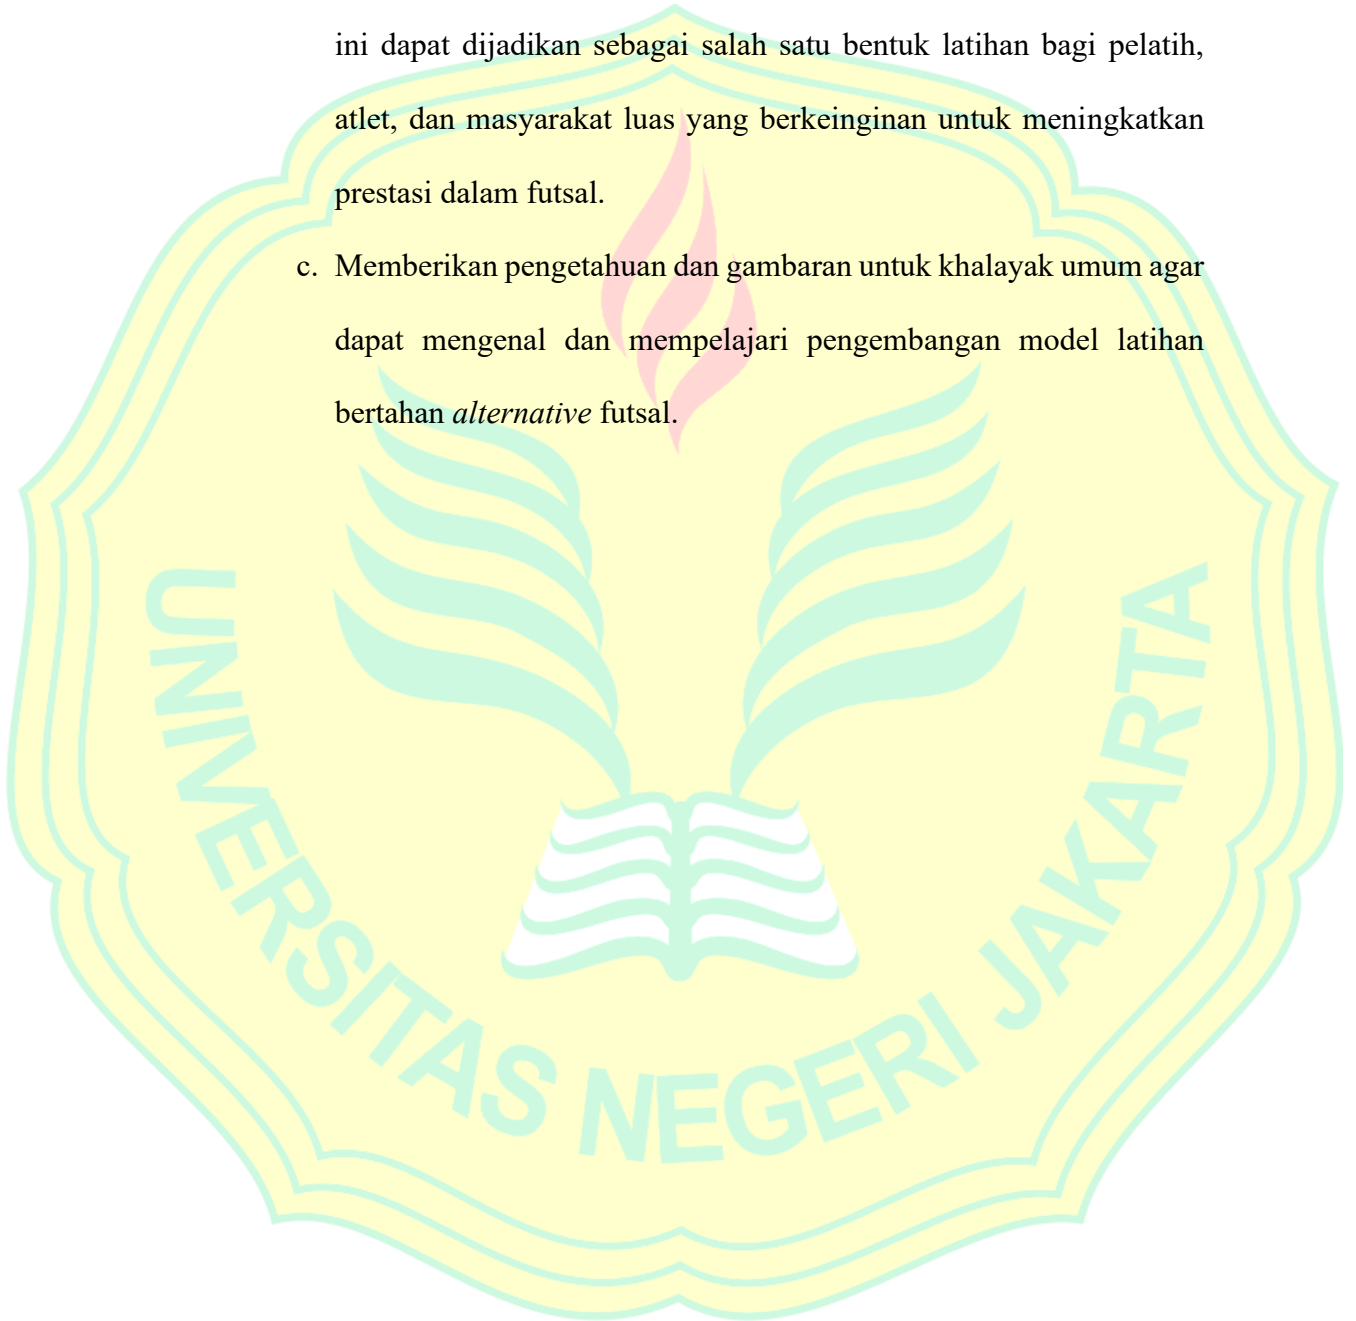 ini dapat dijadikan sebagai salah satu bentuk latihan bagi pelatih,
atlet, dan masyarakat luas yang berkeinginan untuk meningkatkan
prestasi dalam futsal.
c. Memberikan pengetahuan dan gambaran untuk khalayak umum agar
dapat mengenal dan mempelajari pengembangan model latihan
bertahan alternative futsal.
UNIVERSITAS NEGERI JAKARTA